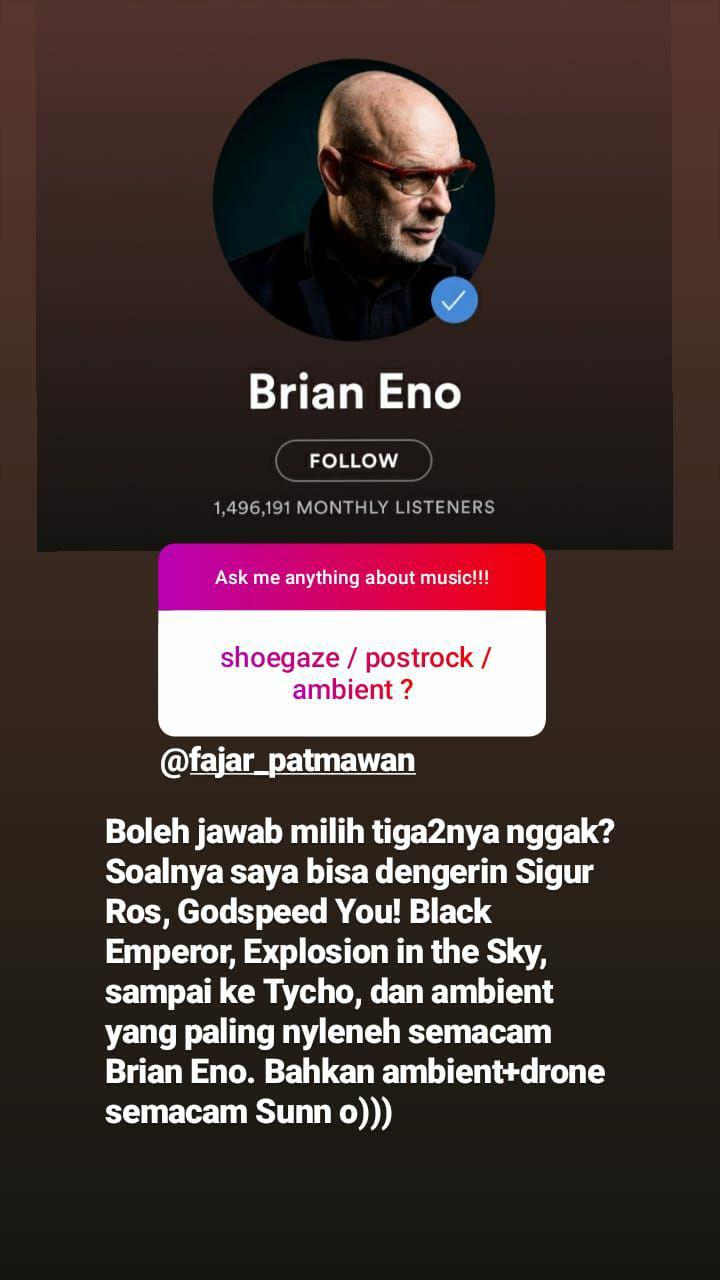 Brian Eno
FOLLOW
1,496,191 MONTHLY LISTENERS
Ask me anything about music!!!
shoegaze / postrock /
ambient ?
@fajar_patmawan
Boleh jawab milih tiga2nya nggak?
Soalnya saya bisa dengerin Sigur
Ros, Godspeed You! Black
Emperor, Explosion in the Sky,
sampai ke Tycho, dan ambient
yang paling nyleneh semacam
Brian Eno. Bahkan ambient+drone
semacam Sunn o)))